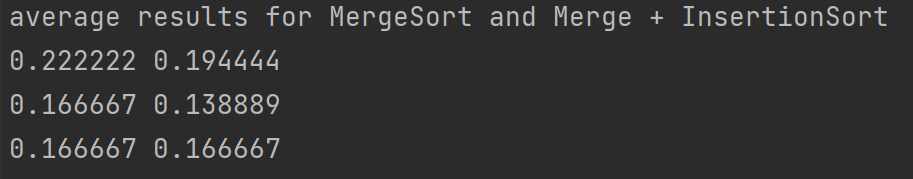 average results for MergeSort and Merge + InsertionSort
0.222222 0.194444
0.166667 0.138889
0.166667 0.166667